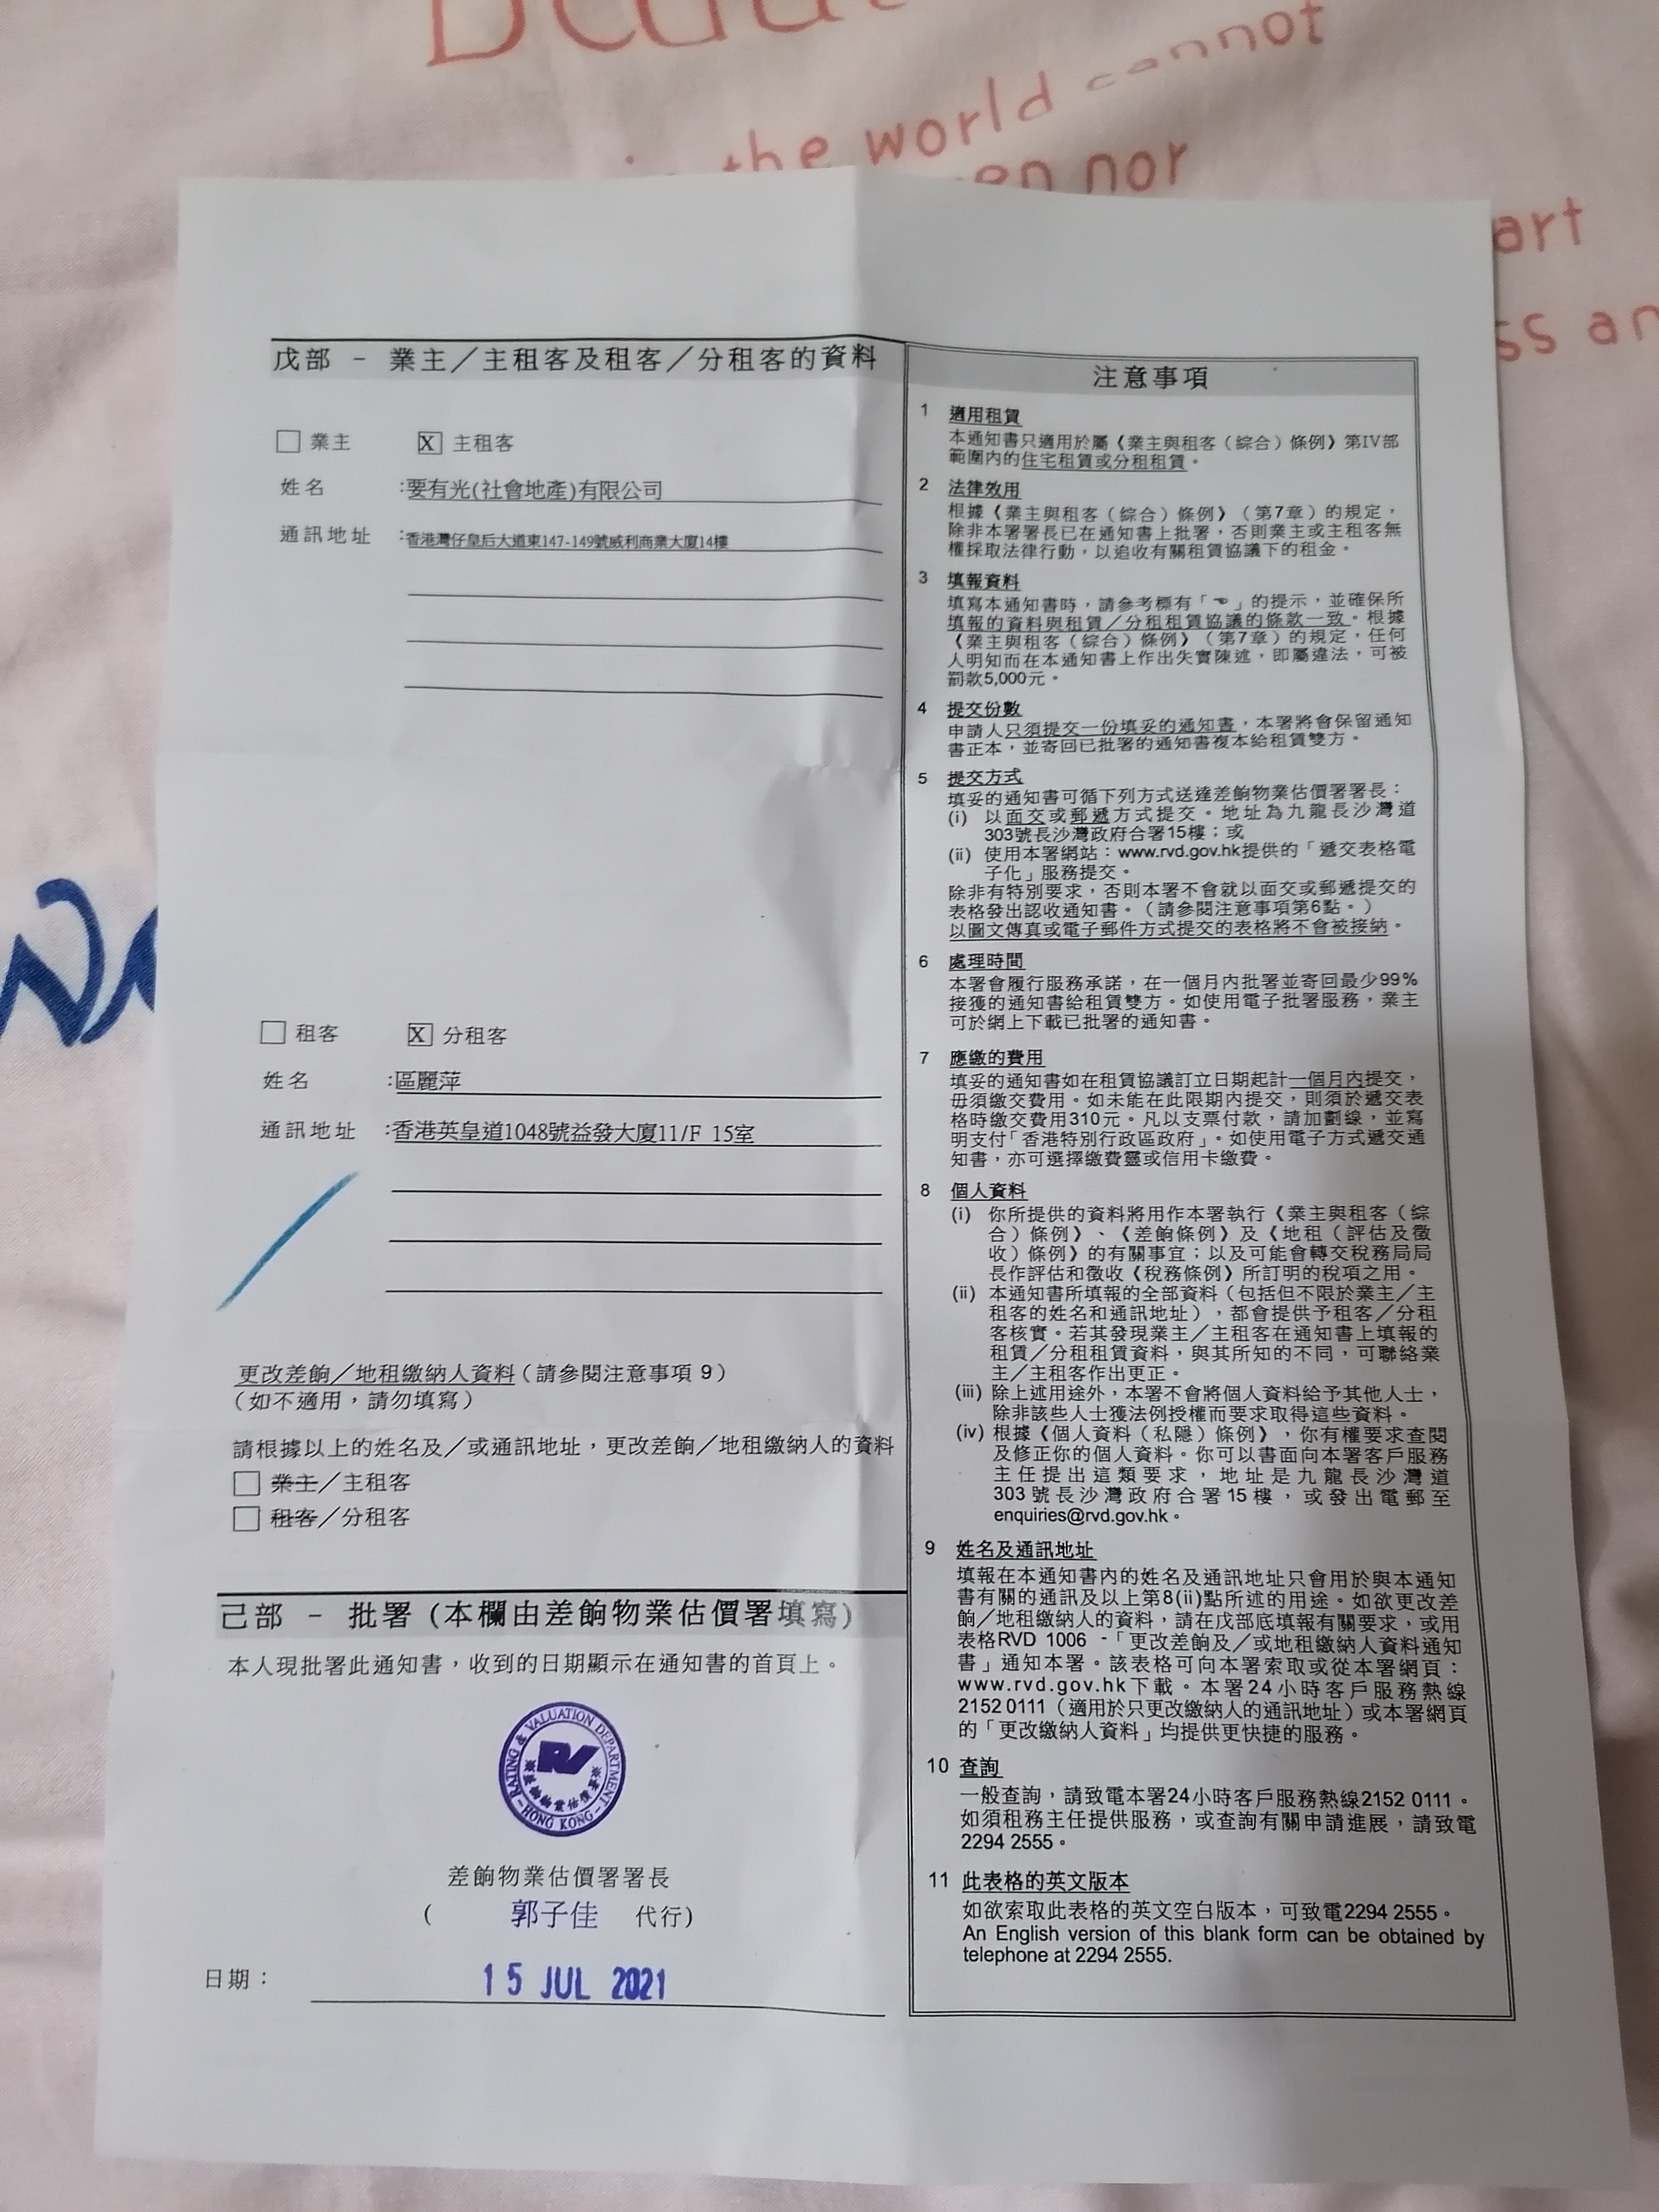 the world cannot
nor
art
ss an
戊部 - 業主／主租客及租客／分租客的資料
業主 X 主租客
姓名 :要有光(社會地產)有限公司
通訊地址 :香港灣仔皇后大道東147-149號威利商業大廈14樓
租客 X 分租客
姓名 :區麗萍
通訊地址 :香港英皇道1048號益發大廈11/F 15室
更改差餉／地租繳納人資料（請參閱注意事項 9）
（如不適用，請勿填寫）
請根據以上的姓名及／或通訊地址，更改差餉／地租繳納人的資料
業主／主租客
租客／分租客
己部 - 批署 (本欄由差餉物業估價署填寫)
本人現批署此通知書，收到的日期顯示在通知書的首頁上。
RATING & VALUATION DEPARTMENT
RV
差餉物業估價署
HONG KONG
差餉物業估價署署長
( 郭子佳 代行)
日期： 15 JUL 2021
注意事項
1 適用租賃
本通知書只適用於屬《業主與租客（綜合）條例》第IV部
範圍內的住宅租賃或分租租賃。
2 法律效用
根據《業主與租客（綜合）條例》（第7章）的規定，
除非本署署長已在通知書上批署，否則業主或主租客無
權採取法律行動，以追收有關租賃協議下的租金。
3 填報資料
填寫本通知書時，請參考標有「☜」的提示，並確保所
填報的資料與租賃／分租租賃協議的條款一致。根據
《業主與租客（綜合）條例》（第7章）的規定，任何
人明知而在本通知書上作出失實陳述，即屬違法，可被
罰款5,000元。
4 提交份數
申請人只須提交一份填妥的通知書，本署將會保留通知
書正本，並寄回已批署的通知書複本給租賃雙方。
5 提交方式
填妥的通知書可循下列方式送達差餉物業估價署署長：
(i) 以面交或郵遞方式提交。地址為九龍長沙灣道
303號長沙灣政府合署15樓；或
(ii) 使用本署網站：www.rvd.gov.hk提供的「遞交表格電
子化」服務提交。
除非有特別要求，否則本署不會就以面交或郵遞提交的
表格發出認收通知書。（請參閱注意事項第6點。）
以圖文傳真或電子郵件方式提交的表格將不會被接納。
6 處理時間
本署會履行服務承諾，在一個月內批署並寄回最少99%
接獲的通知書給租賃雙方。如使用電子批署服務，業主
可於網上下載已批署的通知書。
7 應繳的費用
填妥的通知書如在租賃協議訂立日期起計一個月內提交，
毋須繳交費用。如未能在此限期內提交，則須於遞交表
格時繳交費用310元。凡以支票付款，請加劃線，並寫
明支付「香港特別行政區政府」。如使用電子方式遞交通
知書，亦可選擇繳費靈或信用卡繳費。
8 個人資料
(i) 你所提供的資料將用作本署執行《業主與租客（綜
合）條例》、《差餉條例》及《地租（評估及徵
收）條例》的有關事宜；以及可能會轉交稅務局局
長作評估和徵收《稅務條例》所訂明的稅項之用。
(ii) 本通知書所填報的全部資料（包括但不限於業主／主
租客的姓名和通訊地址），都會提供予租客／分租
客核實。若其發現業主／主租客在通知書上填報的
租賃／分租租賃資料，與其所知的不同，可聯絡業
主／主租客作出更正。
(iii) 除上述用途外，本署不會將個人資料給予其他人士，
除非該些人士獲法例授權而要求取得這些資料。
(iv) 根據《個人資料（私隱）條例》，你有權要求查閱
及修正你的個人資料。你可以書面向本署客戶服務
主任提出這類要求，地址是九龍長沙灣道
303號長沙灣政府合署15樓，或發出電郵至
enquiries@rvd.gov.hk。
9 姓名及通訊地址
填報在本通知書內的姓名及通訊地址只會用於與本通知
書有關的通訊及以上第8(ii)點所述的用途。如欲更改差
餉／地租繳納人的資料，請在戊部底填報有關要求，或用
表格RVD 1006 -「更改差餉及／或地租繳納人資料通知
書」通知本署。該表格可向本署索取或從本署網頁：
www.rvd.gov.hk下載。本署24小時客戶服務熱線
2152 0111（適用於只更改繳納人的通訊地址）或本署網頁
的「更改繳納人資料」均提供更快捷的服務。
10 查詢
一般查詢，請致電本署24小時客戶服務熱線2152 0111。
如須租務主任提供服務，或查詢有關申請進展，請致電
2294 2555。
11 此表格的英文版本
如欲索取此表格的英文空白版本，可致電2294 2555。
An English version of this blank form can be obtained by
telephone at 2294 2555.